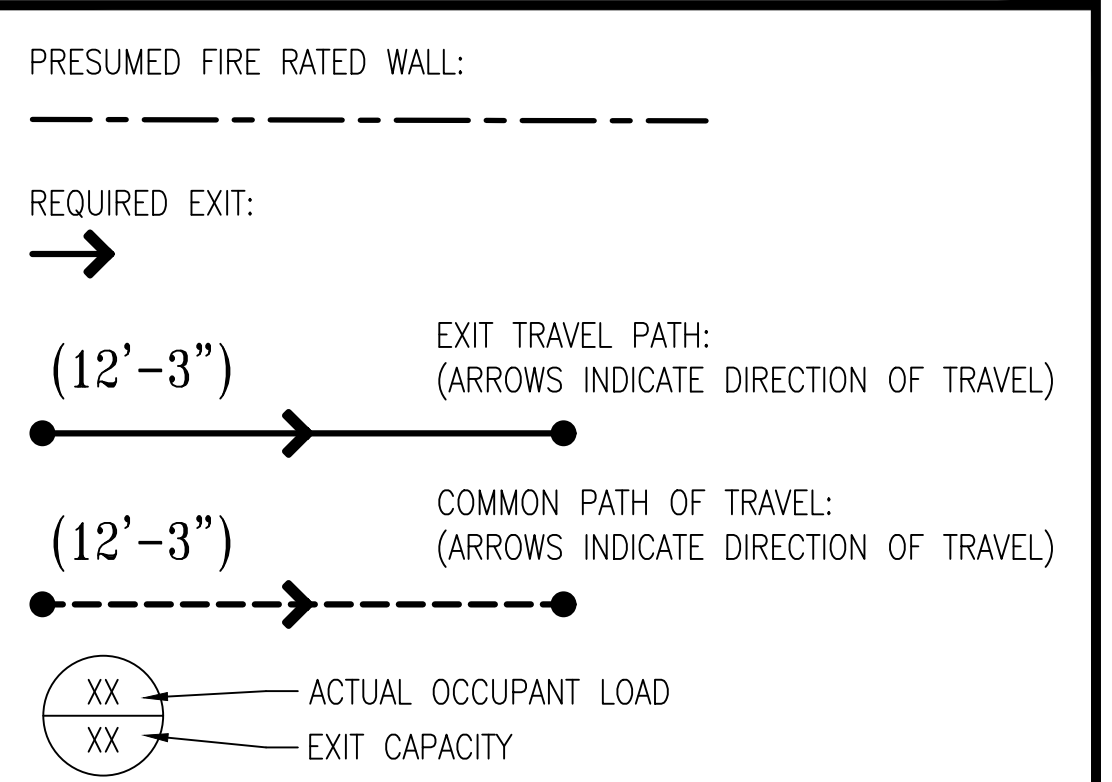 PRESUMED FIRE RATED WALL:
REQUIRED EXIT:
(12'-3")
EXIT TRAVEL PATH:
(ARROWS INDICATE DIRECTION OF TRAVEL)
(12'-3")
COMMON PATH OF TRAVEL:
(ARROWS INDICATE DIRECTION OF TRAVEL)
XX
ACTUAL OCCUPANT LOAD
XX
EXIT CAPACITY